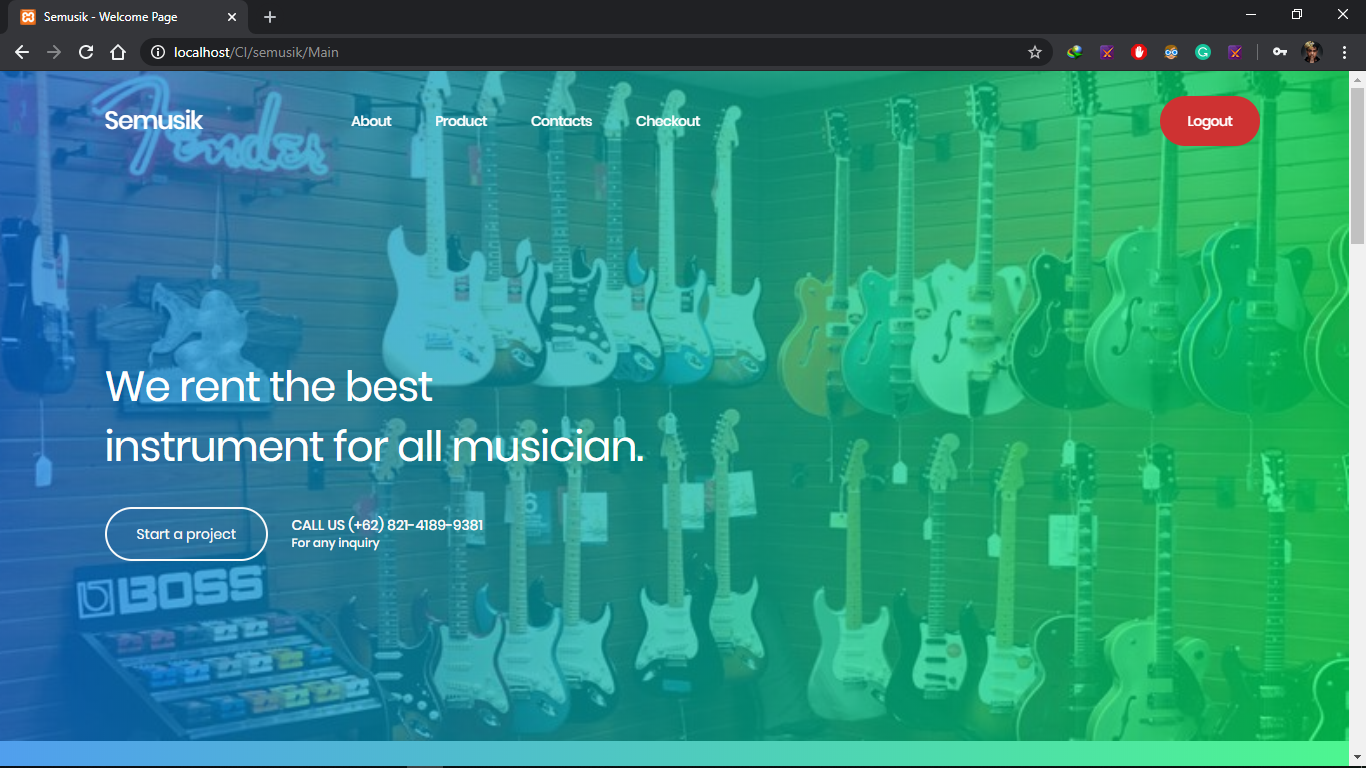 Semusik - Welcome Page
localhost/CI/semusik/Main
Fender
Semusik
About
Product
Contacts
Checkout
Logout
We rent the best
instrument for all musician.
Start a project
CALL US (+62) 821-4189-9381
For any inquiry
BOSS